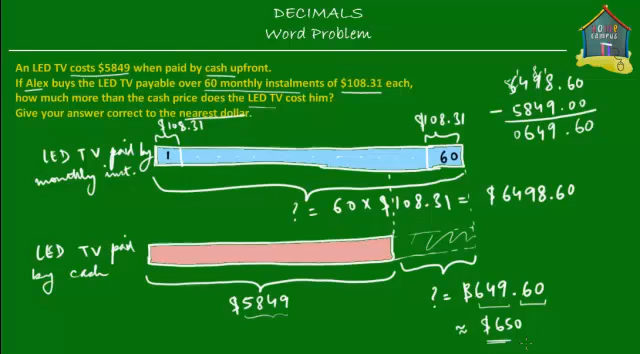 DECIMALS
Word Problem
home
campus
An LED TV costs $5849 when paid by cash upfront.
If Alex buys the LED TV payable over 60 monthly instalments of $108.31 each,
how much more than the cash price does the LED TV cost him?
Give your answer correct to the nearest dollar.
6498.60
- 5849.00
0649.60
$108.31
$108.31
LED TV paid by
monthly inst.
1
60
? = 60 x $108.31 = $6498.60
LED TV paid
by cash
$5849
? = $649.60
≈ $650